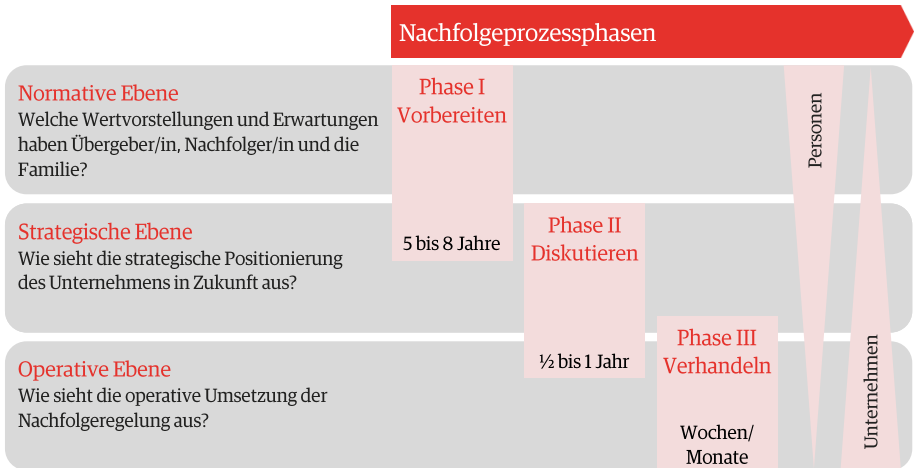 Nachfolgeprozessphasen
Normative Ebene
Welche Wertvorstellungen und Erwartungen
haben Übergeber/in, Nachfolger/in und die
Familie?
Phase I
Vorbereiten
5 bis 8 Jahre
Strategische Ebene
Wie sieht die strategische Positionierung
des Unternehmens in Zukunft aus?
Phase II
Diskutieren
½ bis 1 Jahr
Operative Ebene
Wie sieht die operative Umsetzung der
Nachfolgeregelung aus?
Phase III
Verhandeln
Wochen/
Monate
Personen
Unternehmen